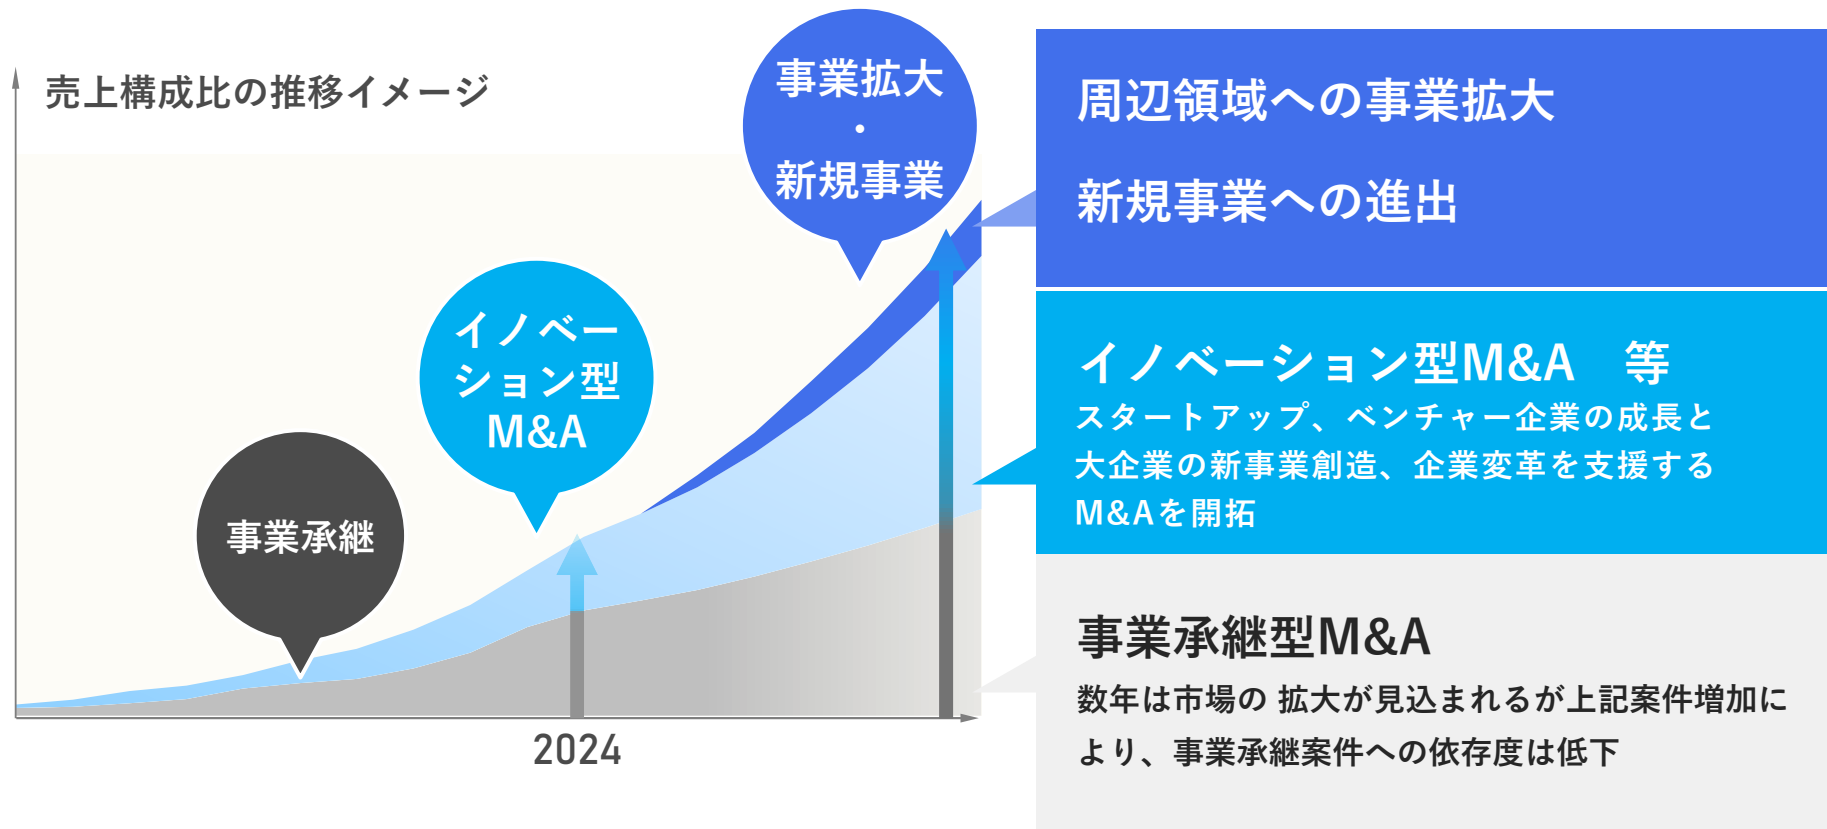 売上構成比の推移イメージ
事業拡大
・
新規事業
イノベー
ション型
M&A
事業承継
2024
周辺領域への事業拡大
新規事業への進出
イノベーション型M&A　等
スタートアップ、ベンチャー企業の成長と
大企業の新事業創造、企業変革を支援する
M&Aを開拓
事業承継型M&A
数年は市場の 拡大が見込まれるが上記案件増加に
より、事業承継案件への依存度は低下